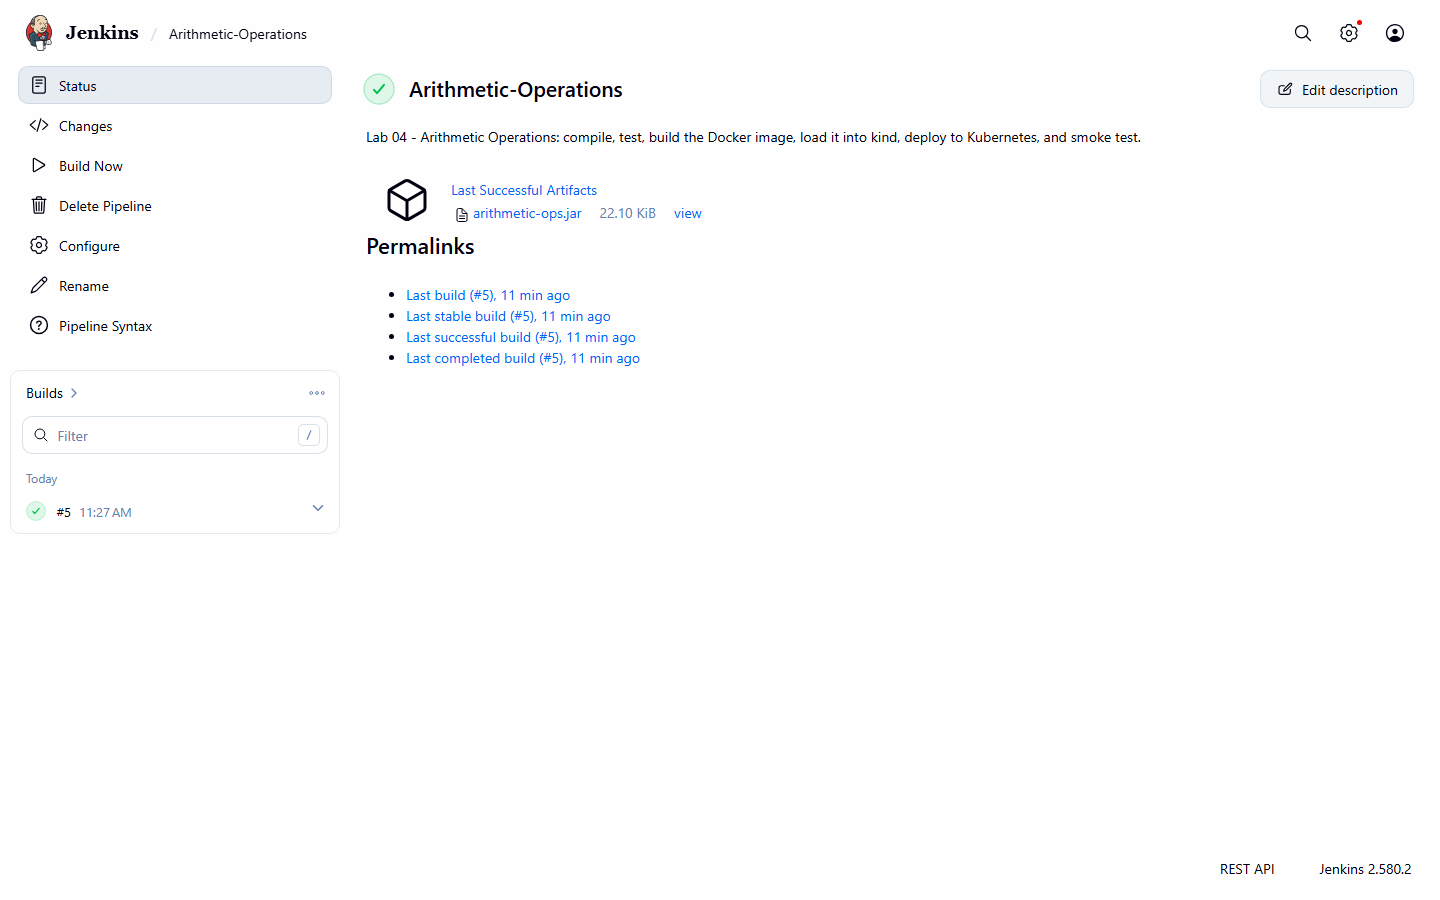 Jenkins / Arithmetic-Operations
Status
Changes
Build Now
Delete Pipeline
Configure
Rename
Pipeline Syntax
Builds
Filter /
Today
#5 11:27 AM
Arithmetic-Operations
Edit description
Lab 04 - Arithmetic Operations: compile, test, build the Docker image, load it into kind, deploy to Kubernetes, and smoke test.
Last Successful Artifacts
arithmetic-ops.jar 22.10 KiB view
Permalinks
Last build (#5), 11 min ago
Last stable build (#5), 11 min ago
Last successful build (#5), 11 min ago
Last completed build (#5), 11 min ago
REST API Jenkins 2.580.2